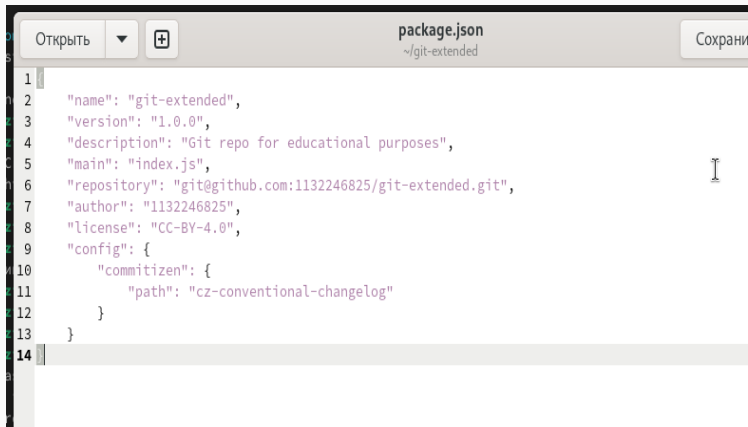 Открыть
package.json
~/git-extended
Сохрани
1 {
2 "name": "git-extended",
3 "version": "1.0.0",
4 "description": "Git repo for educational purposes",
5 "main": "index.js",
6 "repository": "git@github.com:1132246825/git-extended.git",
7 "author": "1132246825",
8 "license": "CC-BY-4.0",
9 "config": {
10 "commitizen": {
11 "path": "cz-conventional-changelog"
12 }
13 }
14 }